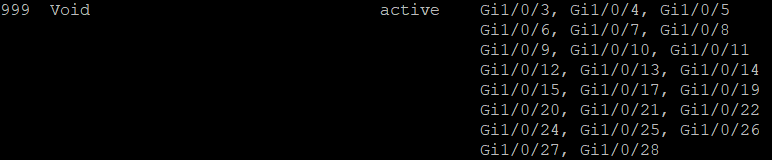 999  Void                             active    Gi1/0/3, Gi1/0/4, Gi1/0/5
                                                Gi1/0/6, Gi1/0/7, Gi1/0/8
                                                Gi1/0/9, Gi1/0/10, Gi1/0/11
                                                Gi1/0/12, Gi1/0/13, Gi1/0/14
                                                Gi1/0/15, Gi1/0/17, Gi1/0/19
                                                Gi1/0/20, Gi1/0/21, Gi1/0/22
                                                Gi1/0/24, Gi1/0/25, Gi1/0/26
                                                Gi1/0/27, Gi1/0/28